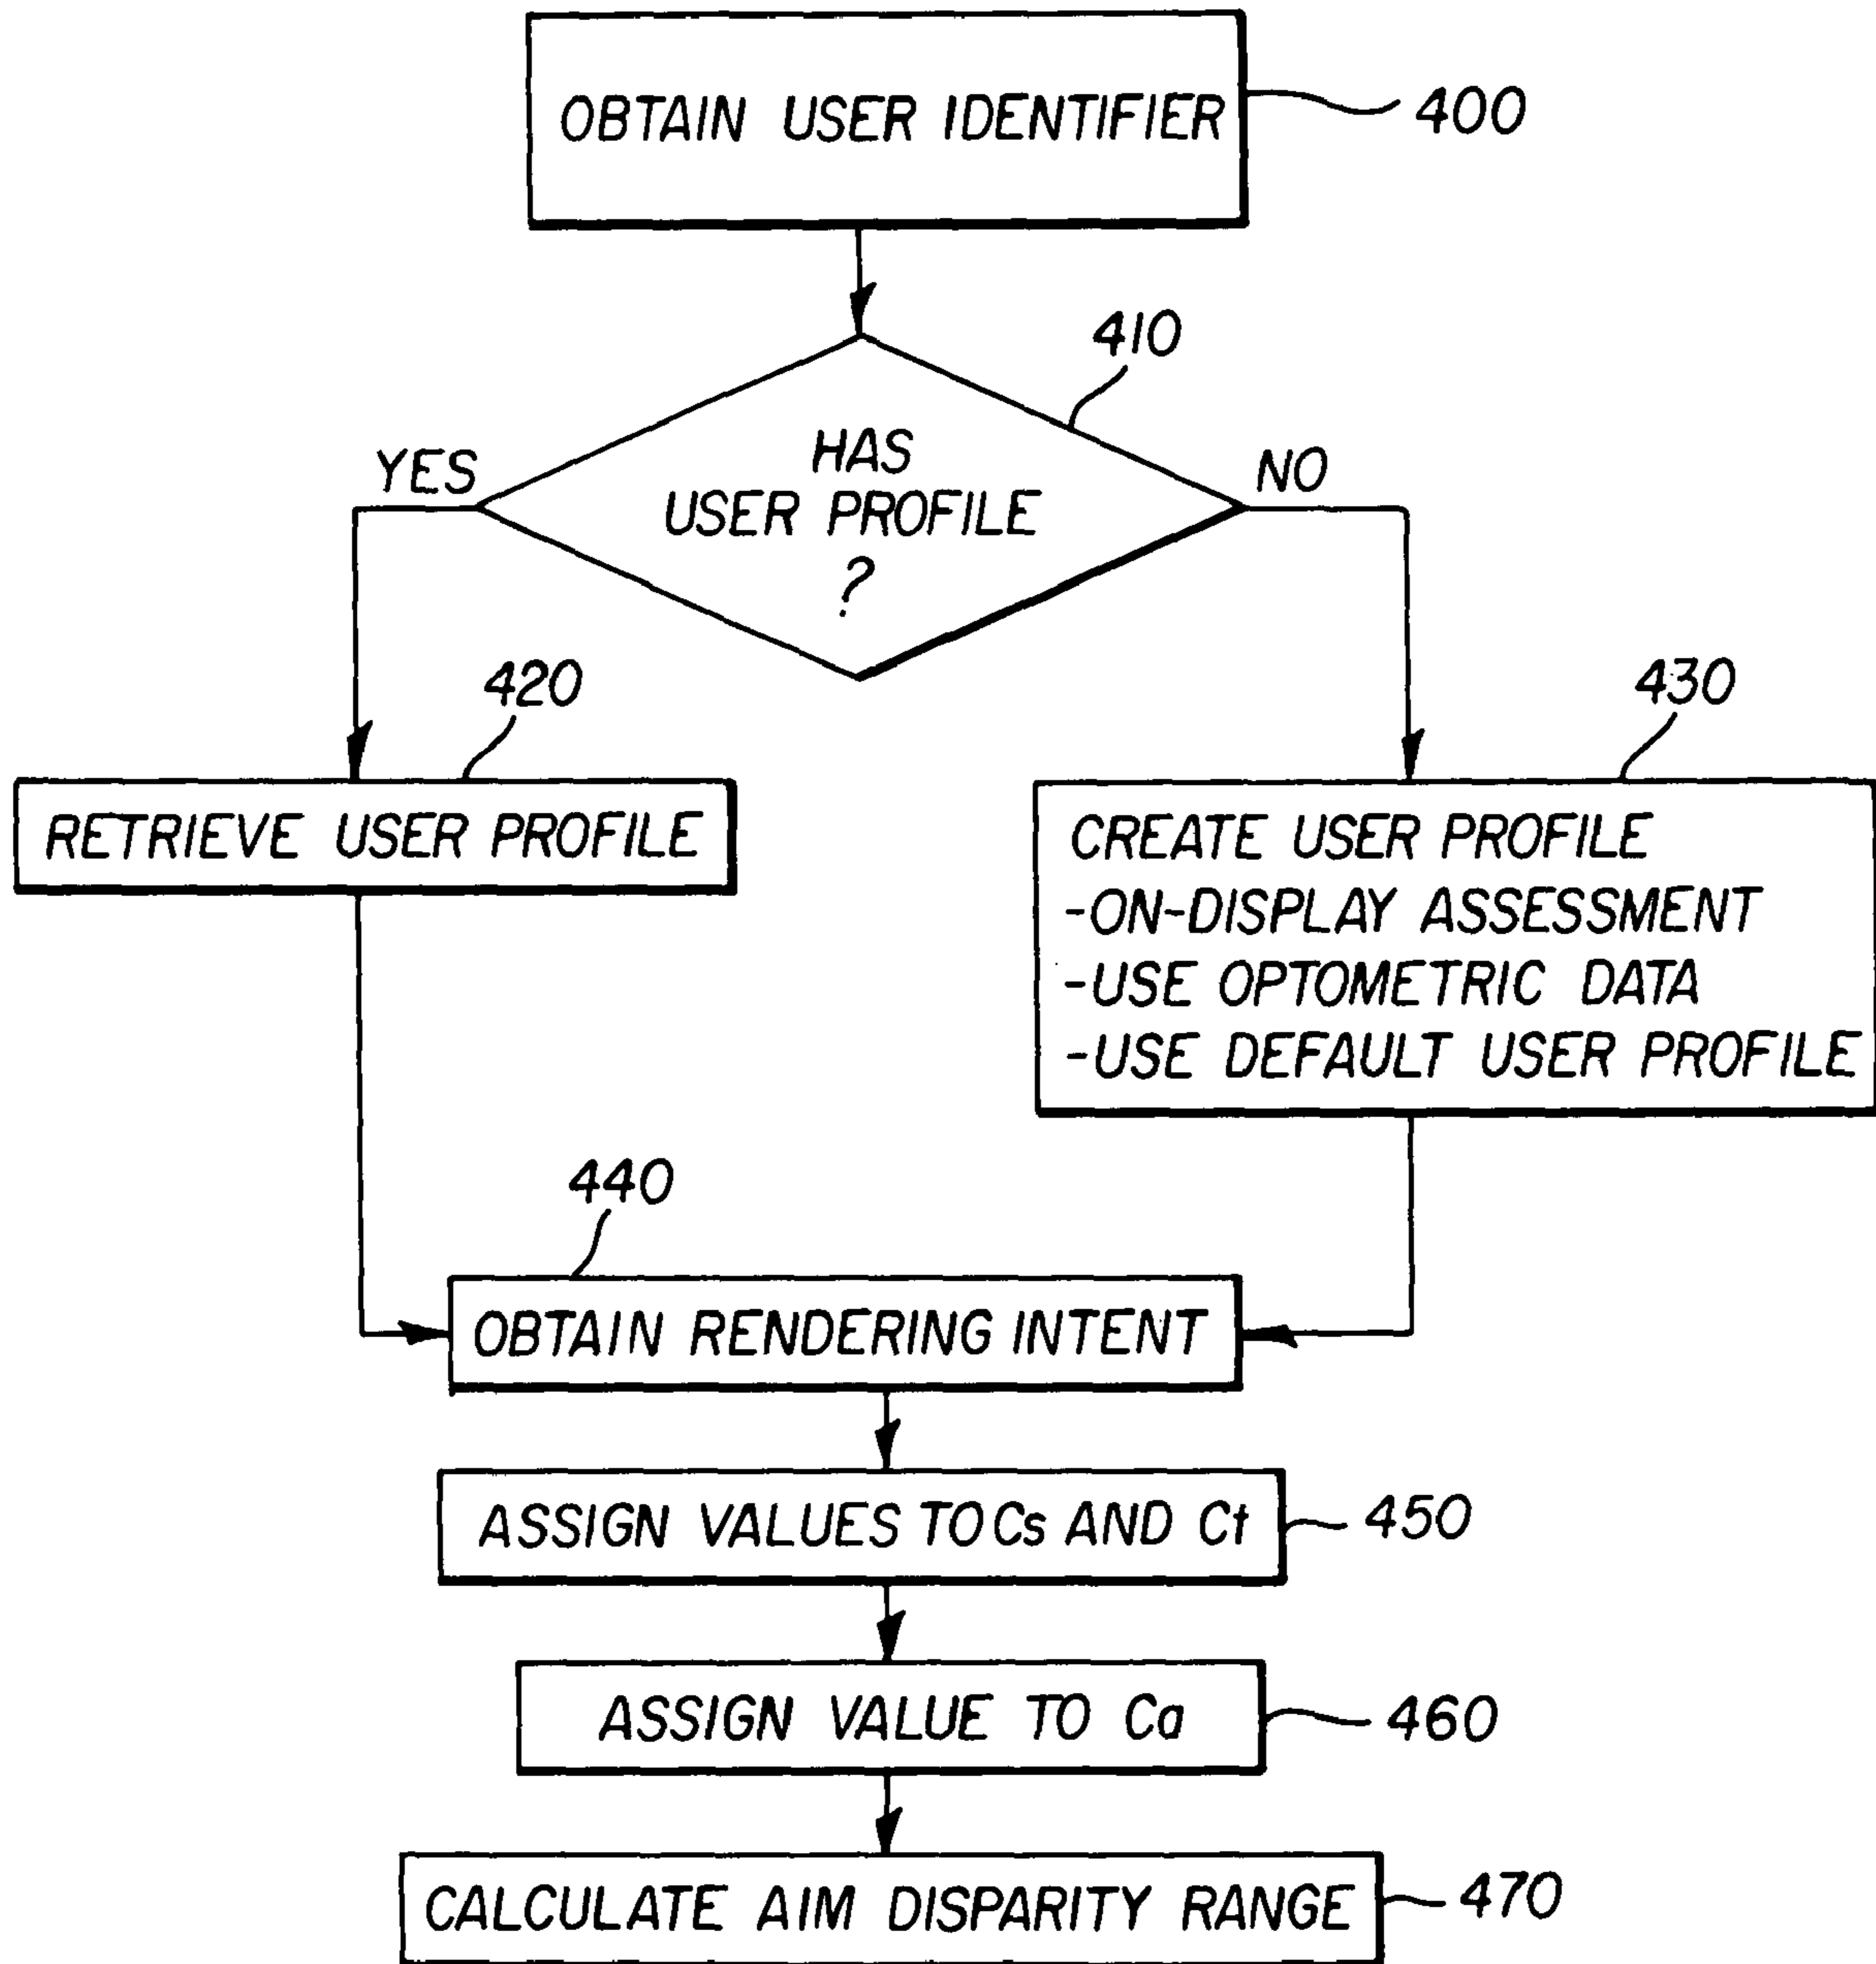 OBTAIN USER IDENTIFIER
400
410
HAS
USER PROFILE
?
YES
NO
420
430
RETRIEVE USER PROFILE
CREATE USER PROFILE
-ON-DISPLAY ASSESSMENT
-USE OPTOMETRIC DATA
-USE DEFAULT USER PROFILE
440
OBTAIN RENDERING INTENT
ASSIGN VALUES TO Cs AND Ct
450
ASSIGN VALUE TO Ca
460
CALCULATE AIM DISPARITY RANGE
470